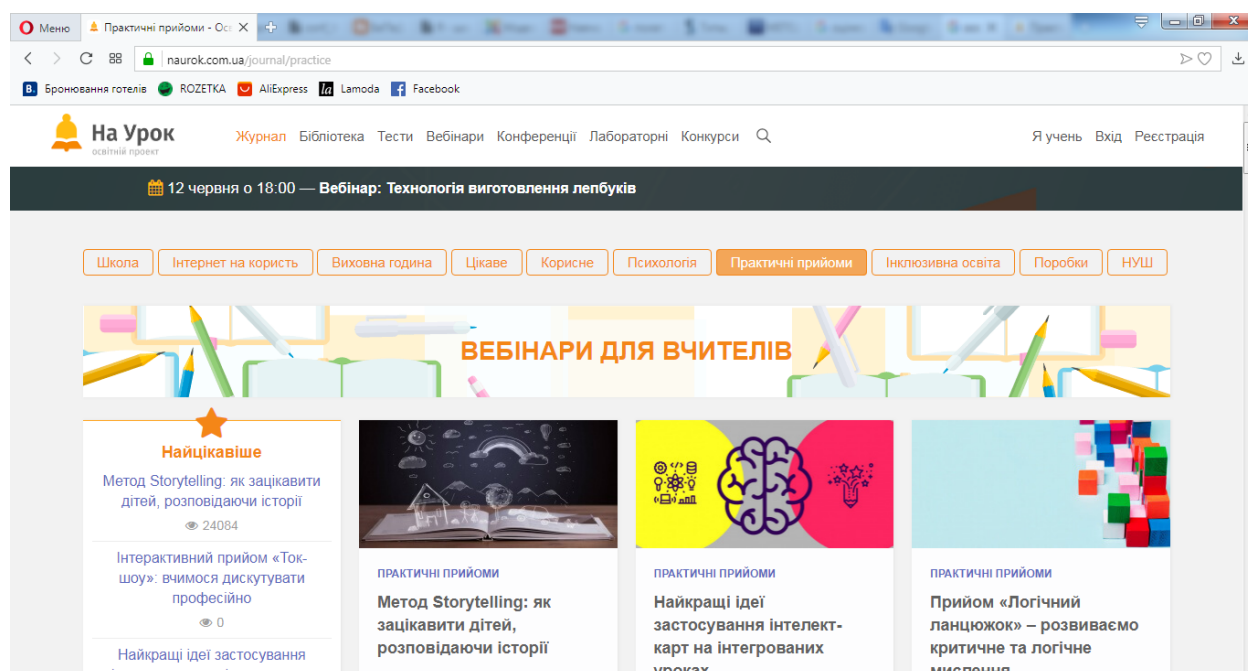 Меню
Практичні прийоми - Осі
naurok.com.ua/journal/practice
Бронювання готелів ROZETKA AliExpress la Lamoda Facebook
На Урок
освітній проект
Журнал Бібліотека Тести Вебінари Конференції Лабораторні Конкурси
Я учень Вхід Реєстрація
12 червня о 18:00 — Вебінар: Технологія виготовлення лепбуків
Школа Інтернет на користь Виховна година Цікаве Корисне Психологія Практичні прийоми Інклюзивна освіта Поробки НУШ
ВЕБІНАРИ ДЛЯ ВЧИТЕЛІВ
Найцікавіше
Метод Storytelling: як зацікавити
дітей, розповідаючи історії
24084
Інтерактивний прийом «Ток-
шоу»: вчимося дискутувати
професійно
0
Найкращі ідеї застосування
ПРАКТИЧНІ ПРИЙОМИ
Метод Storytelling: як
зацікавити дітей,
розповідаючи історії
ПРАКТИЧНІ ПРИЙОМИ
Найкращі ідеї
застосування інтелект-
карт на інтегрованих
уроках
ПРАКТИЧНІ ПРИЙОМИ
Прийом «Логічний
ланцюжок» – розвиваємо
критичне та логічне
мислення